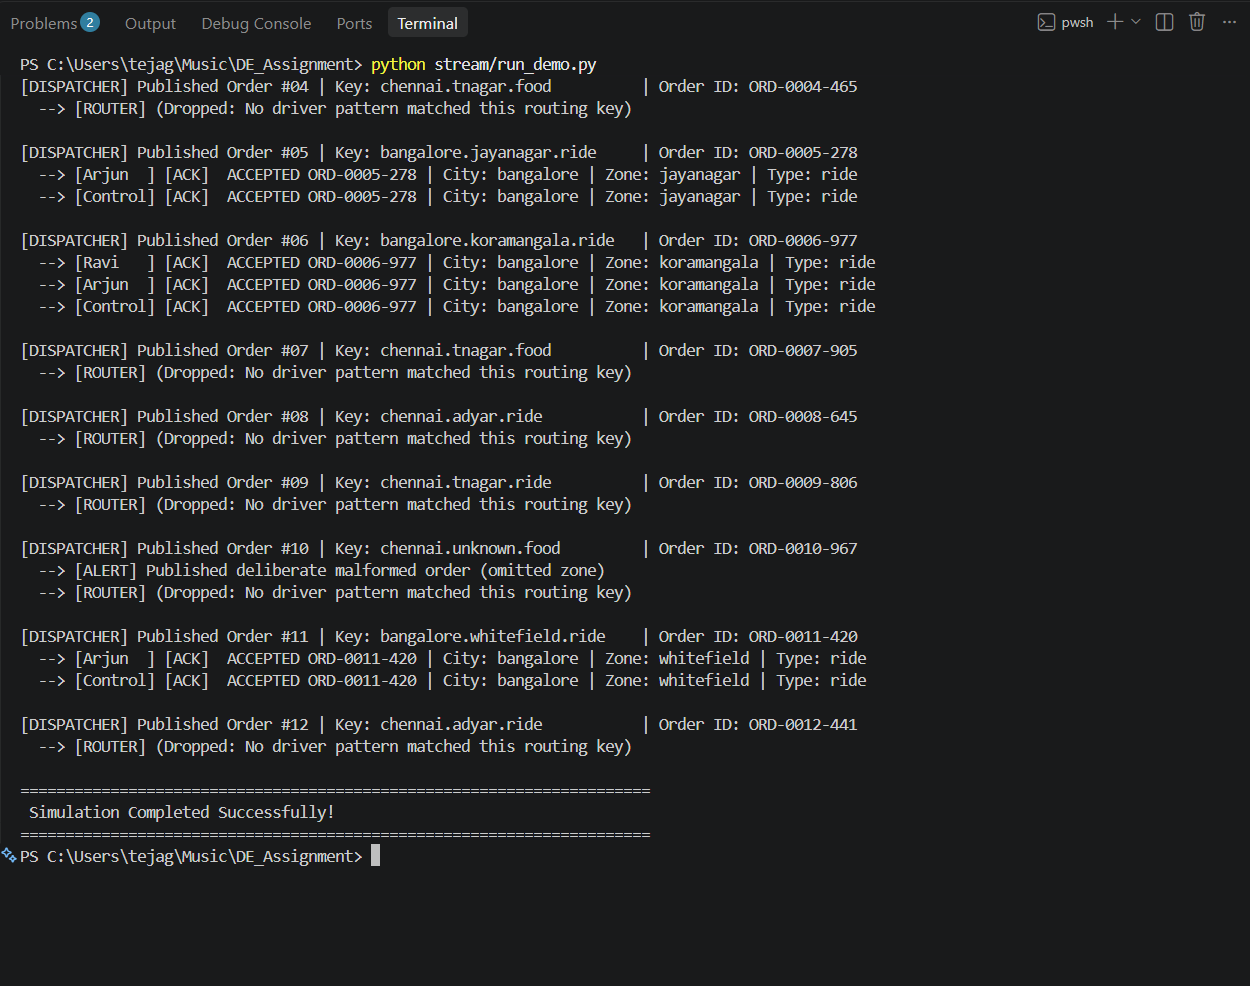 Problems 2 Output Debug Console Ports Terminal pwsh
PS C:\Users\tejag\Music\DE_Assignment> python stream/run_demo.py
[DISPATCHER] Published Order #04 | Key: chennai.tnagar.food          | Order ID: ORD-0004-465
  --> [ROUTER] (Dropped: No driver pattern matched this routing key)
[DISPATCHER] Published Order #05 | Key: bangalore.jayanagar.ride     | Order ID: ORD-0005-278
  --> [Arjun  ] [ACK]  ACCEPTED ORD-0005-278 | City: bangalore | Zone: jayanagar | Type: ride
  --> [Control] [ACK]  ACCEPTED ORD-0005-278 | City: bangalore | Zone: jayanagar | Type: ride
[DISPATCHER] Published Order #06 | Key: bangalore.koramangala.ride   | Order ID: ORD-0006-977
  --> [Ravi   ] [ACK]  ACCEPTED ORD-0006-977 | City: bangalore | Zone: koramangala | Type: ride
  --> [Arjun  ] [ACK]  ACCEPTED ORD-0006-977 | City: bangalore | Zone: koramangala | Type: ride
  --> [Control] [ACK]  ACCEPTED ORD-0006-977 | City: bangalore | Zone: koramangala | Type: ride
[DISPATCHER] Published Order #07 | Key: chennai.tnagar.food          | Order ID: ORD-0007-905
  --> [ROUTER] (Dropped: No driver pattern matched this routing key)
[DISPATCHER] Published Order #08 | Key: chennai.adyar.ride           | Order ID: ORD-0008-645
  --> [ROUTER] (Dropped: No driver pattern matched this routing key)
[DISPATCHER] Published Order #09 | Key: chennai.tnagar.ride          | Order ID: ORD-0009-806
  --> [ROUTER] (Dropped: No driver pattern matched this routing key)
[DISPATCHER] Published Order #10 | Key: chennai.unknown.food         | Order ID: ORD-0010-967
  --> [ALERT] Published deliberate malformed order (omitted zone)
  --> [ROUTER] (Dropped: No driver pattern matched this routing key)
[DISPATCHER] Published Order #11 | Key: bangalore.whitefield.ride    | Order ID: ORD-0011-420
  --> [Arjun  ] [ACK]  ACCEPTED ORD-0011-420 | City: bangalore | Zone: whitefield | Type: ride
  --> [Control] [ACK]  ACCEPTED ORD-0011-420 | City: bangalore | Zone: whitefield | Type: ride
[DISPATCHER] Published Order #12 | Key: chennai.adyar.ride           | Order ID: ORD-0012-441
  --> [ROUTER] (Dropped: No driver pattern matched this routing key)
======================================================================
 Simulation Completed Successfully!
======================================================================
PS C:\Users\tejag\Music\DE_Assignment>